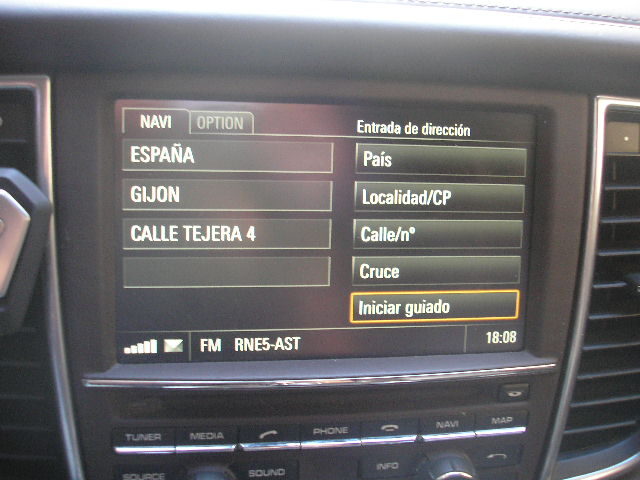 NAVI OPTION Entrada de dirección
ESPAÑA País
GIJON Localidad/CP
CALLE TEJERA 4 Calle/nº
Cruce
Iniciar guiado
FM RNE5-AST 18:08
TUNER MEDIA PHONE NAVI MAP
SOURCE SOUND INFO